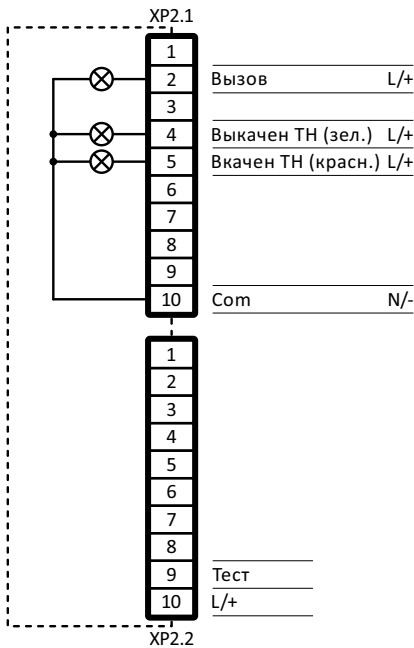 XP2.1
1
2 Вызов L/+
3
4 Выкачен ТН (зел.) L/+
5 Вкачен ТН (красн.) L/+
6
7
8
9
10 Com N/-
1
2
3
4
5
6
7
8
9 Тест
10 L/+
XP2.2